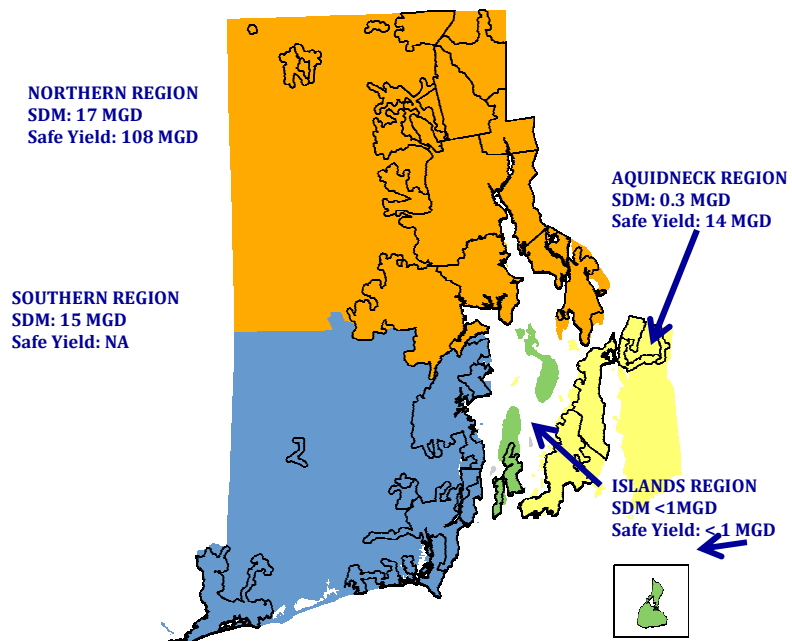 NORTHERN REGION
SDM: 17 MGD
Safe Yield: 108 MGD
AQUIDNECK REGION
SDM: 0.3 MGD
Safe Yield: 14 MGD
SOUTHERN REGION
SDM: 15 MGD
Safe Yield: NA
ISLANDS REGION
SDM <1MGD
Safe Yield: < 1 MGD